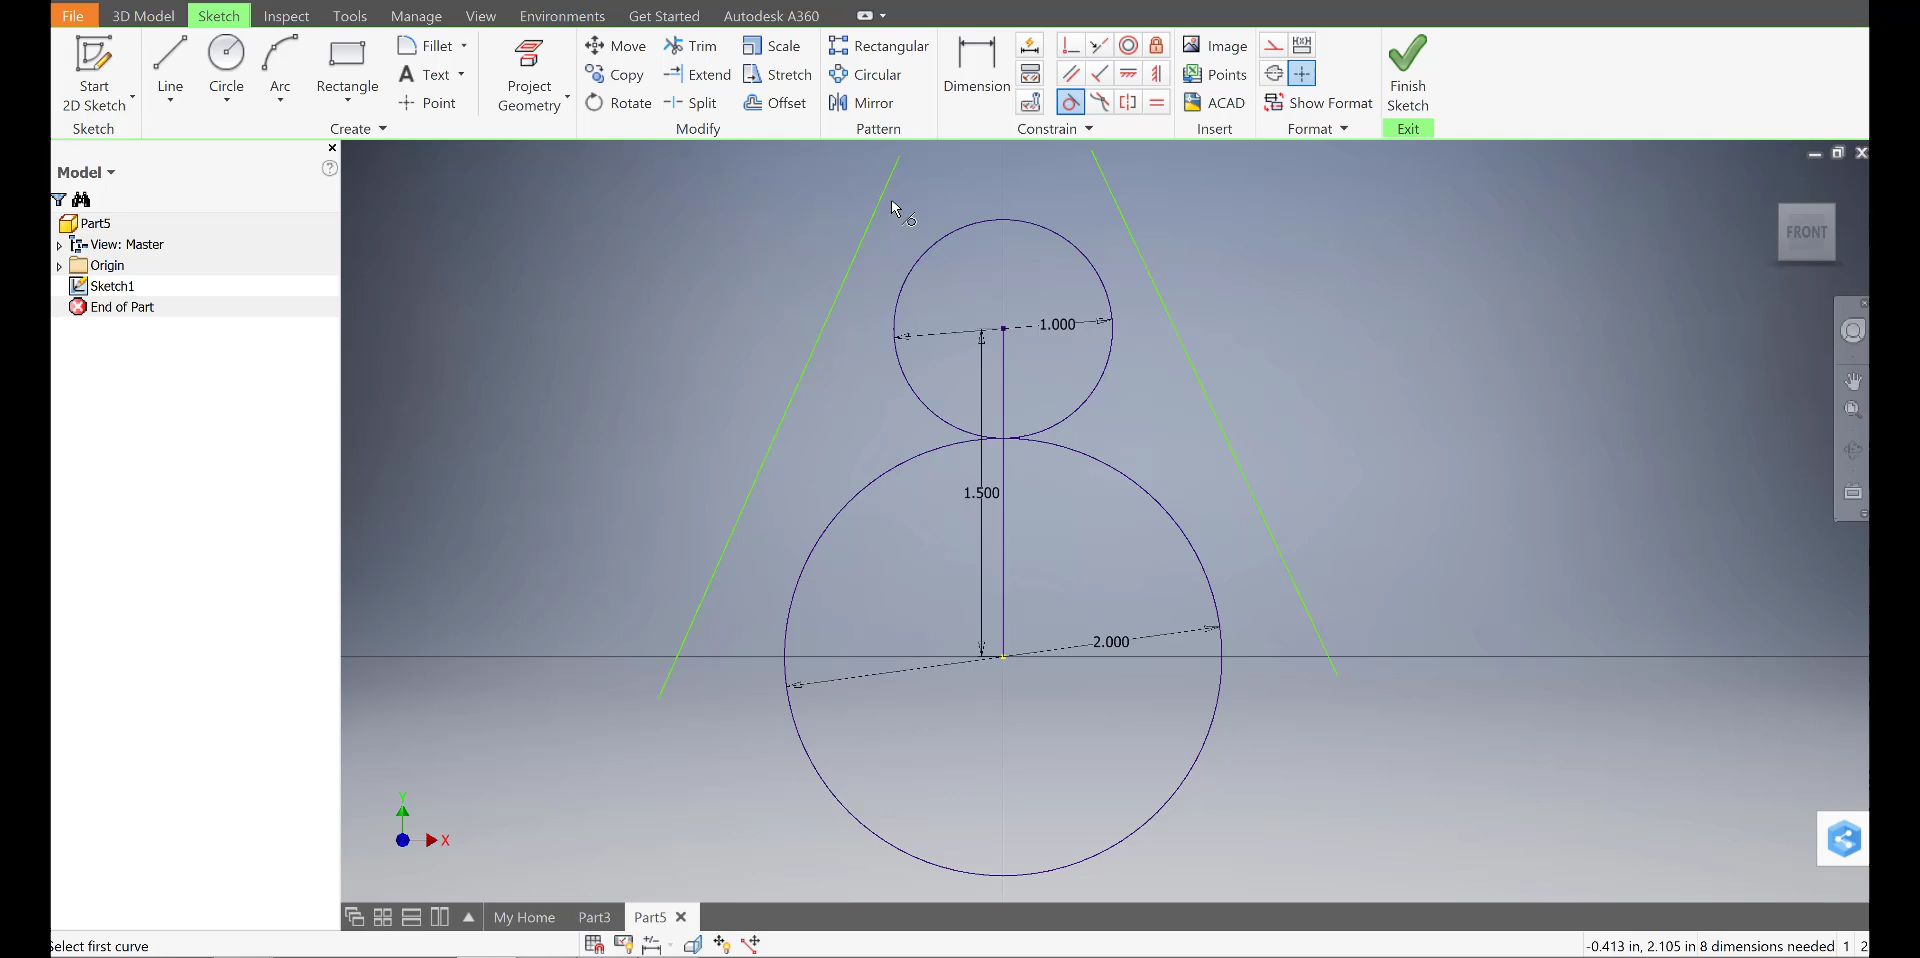 File 3D Model Sketch Inspect Tools Manage View Environments Get Started Autodesk A360
Start
2D Sketch
Line
Circle
Arc
Rectangle
Fillet
Text
Point
Project
Geometry
Move Trim Scale
Copy Extend Stretch
Rotate Split Offset
Rectangular
Circular
Mirror
Dimension
Image
Points
ACAD
Show Format
Finish
Sketch
Sketch Create Modify Pattern Constrain Insert Format Exit
Model
Part5
View: Master
Origin
Sketch1
End of Part
FRONT
1.000
1.500
2.000
Y
X
My Home Part3 Part5
Select first curve
-0.413 in, 2.105 in 8 dimensions needed 1 2